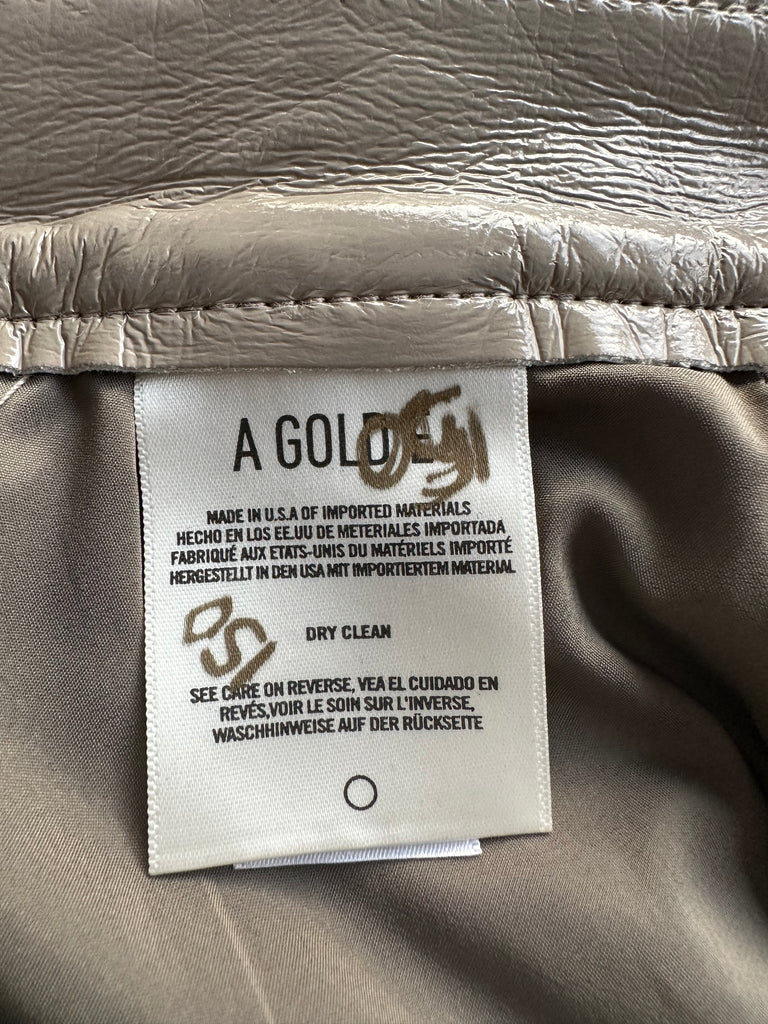 A GOLD E
MADE IN U.S.A OF IMPORTED MATERIALS
HECHO EN LOS EE.UU DE METERIALES IMPORTADA
FABRIQUÉ AUX ETATS-UNIS DU MATÉRIELS IMPORTÉ
HERGESTELLT IN DEN USA MIT IMPORTIERTEM MATERIAL
DRY CLEAN
SEE CARE ON REVERSE, VEA EL CUIDADO EN
REVÉS,VOIR LE SOIN SUR L'INVERSE,
WASCHHINWEISE AUF DER RÜCKSEITE